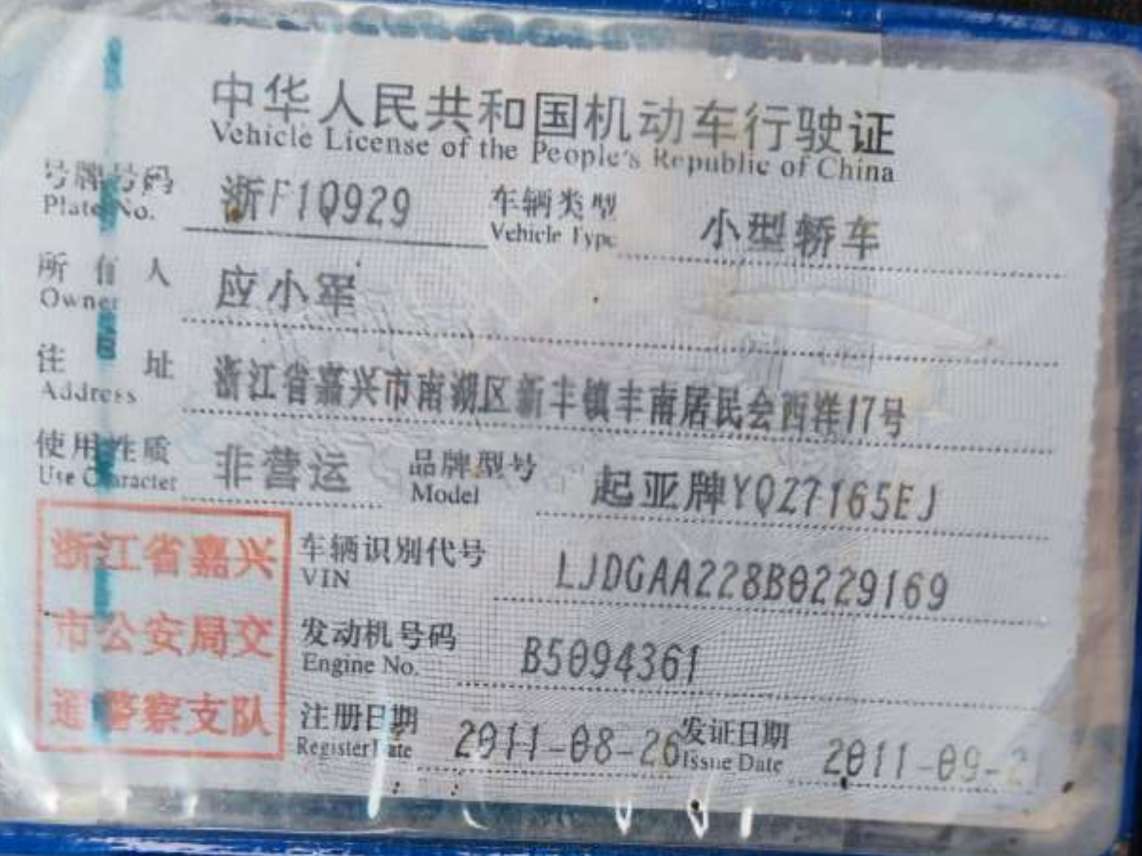 中华人民共和国机动车行驶证
Vehicle License of the People's Republic of China
号牌号码 浙F1Q929 车辆类型 小型轿车
Plate No. Vehicle Type
所有人 应小军
Owner
住址 浙江省嘉兴市南湖区新丰镇丰南居民会西洋17号
Address
使用性质 非营运 品牌型号 起亚牌YQZ7165EJ
Use Character Model
浙江省嘉兴
市公安局交
通警察支队
车辆识别代号 LJDGAA228B0229169
VIN
发动机号码 B5094361
Engine No.
注册日期 2011-08-26 发证日期 2011-09-
Register Date Issue Date